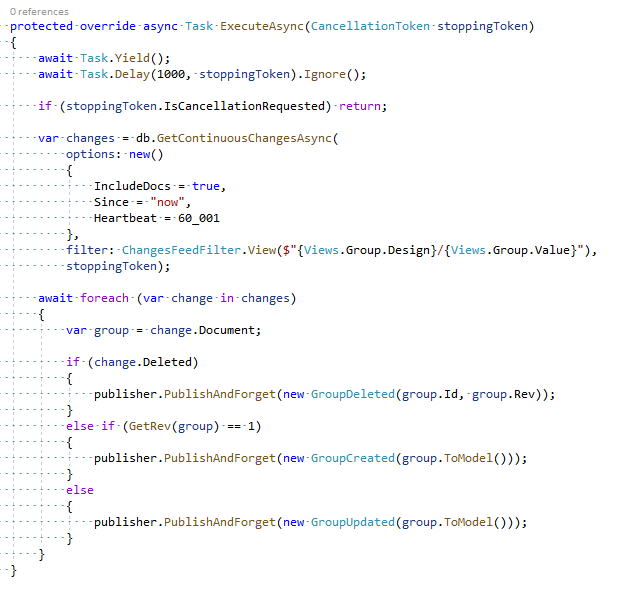 0 references
protected override async Task ExecuteAsync(CancellationToken stoppingToken)
{
await Task.Yield();
await Task.Delay(1000, stoppingToken).Ignore();
if (stoppingToken.IsCancellationRequested) return;
var changes = db.GetContinuousChangesAsync(
options: new()
{
IncludeDocs = true,
Since = "now",
Heartbeat = 60_001
},
filter: ChangesFeedFilter.View($"{Views.Group.Design}/{Views.Group.Value}"),
stoppingToken);
await foreach (var change in changes)
{
var group = change.Document;
if (change.Deleted)
{
publisher.PublishAndForget(new GroupDeleted(group.Id, group.Rev));
}
else if (GetRev(group) == 1)
{
publisher.PublishAndForget(new GroupCreated(group.ToModel()));
}
else
{
publisher.PublishAndForget(new GroupUpdated(group.ToModel()));
}
}
}